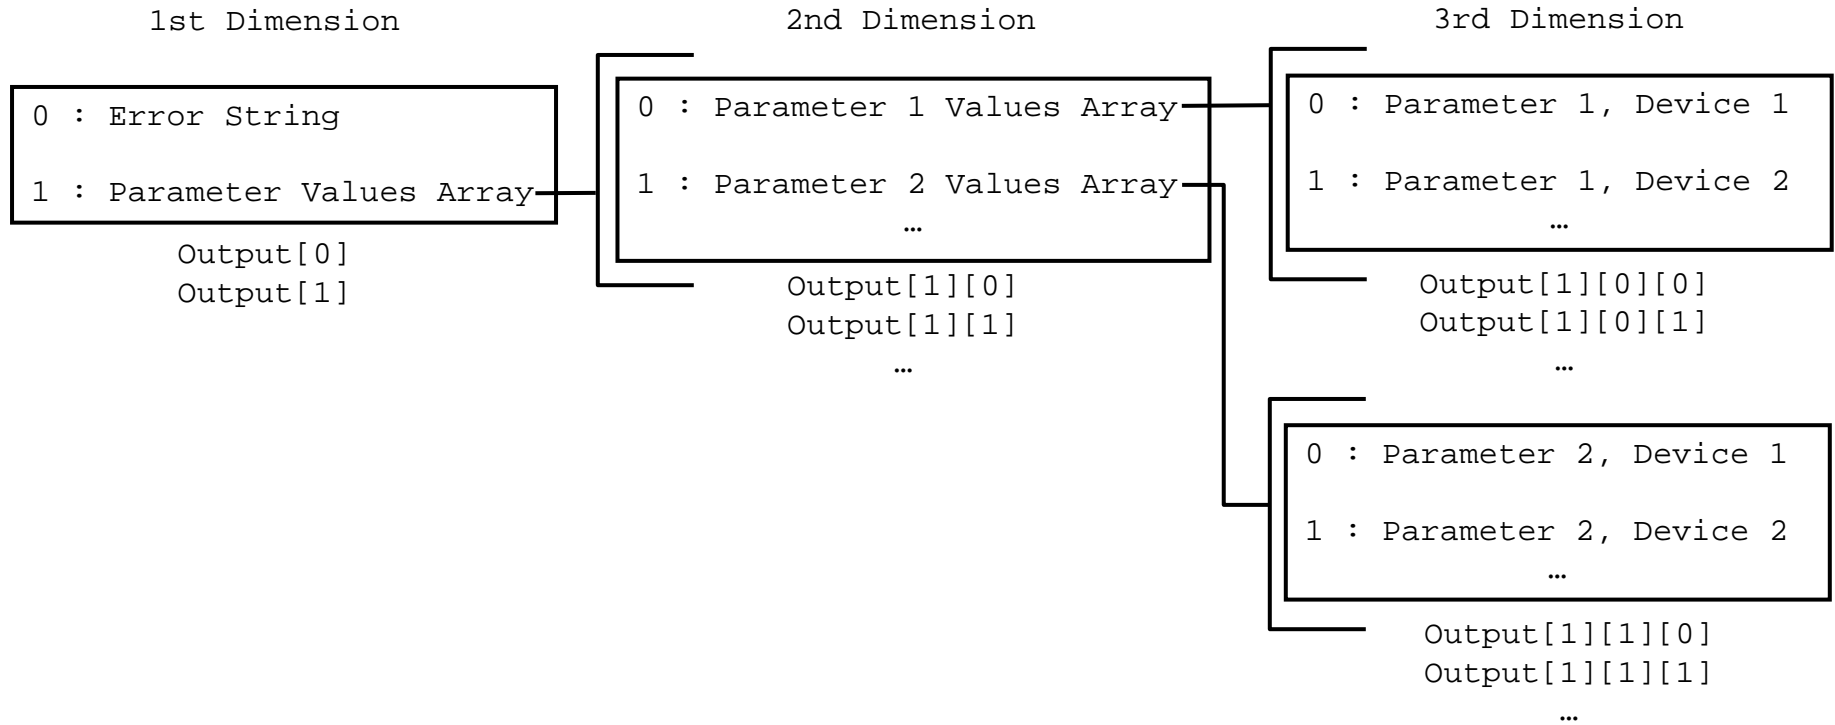 1st Dimension
0 : Error String
1 : Parameter Values Array
Output[0]
Output[1]
2nd Dimension
0 : Parameter 1 Values Array
1 : Parameter 2 Values Array
…
Output[1][0]
Output[1][1]
…
3rd Dimension
0 : Parameter 1, Device 1
1 : Parameter 1, Device 2
…
Output[1][0][0]
Output[1][0][1]
…
0 : Parameter 2, Device 1
1 : Parameter 2, Device 2
…
Output[1][1][0]
Output[1][1][1]
…